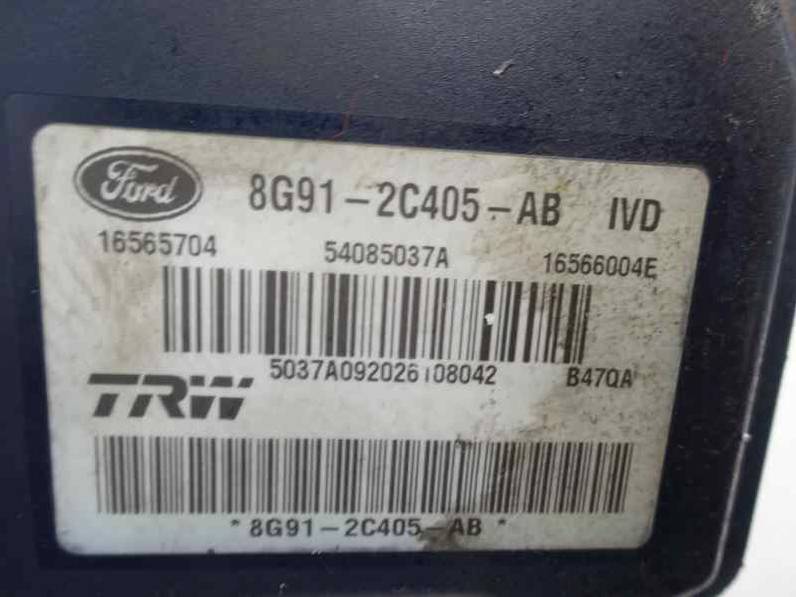 Ford 8G91-2C405-AB IVD
16565704 54085037A 16566004E
5037A092026108042 B47QA
TRW
*8G91-2C405-AB*